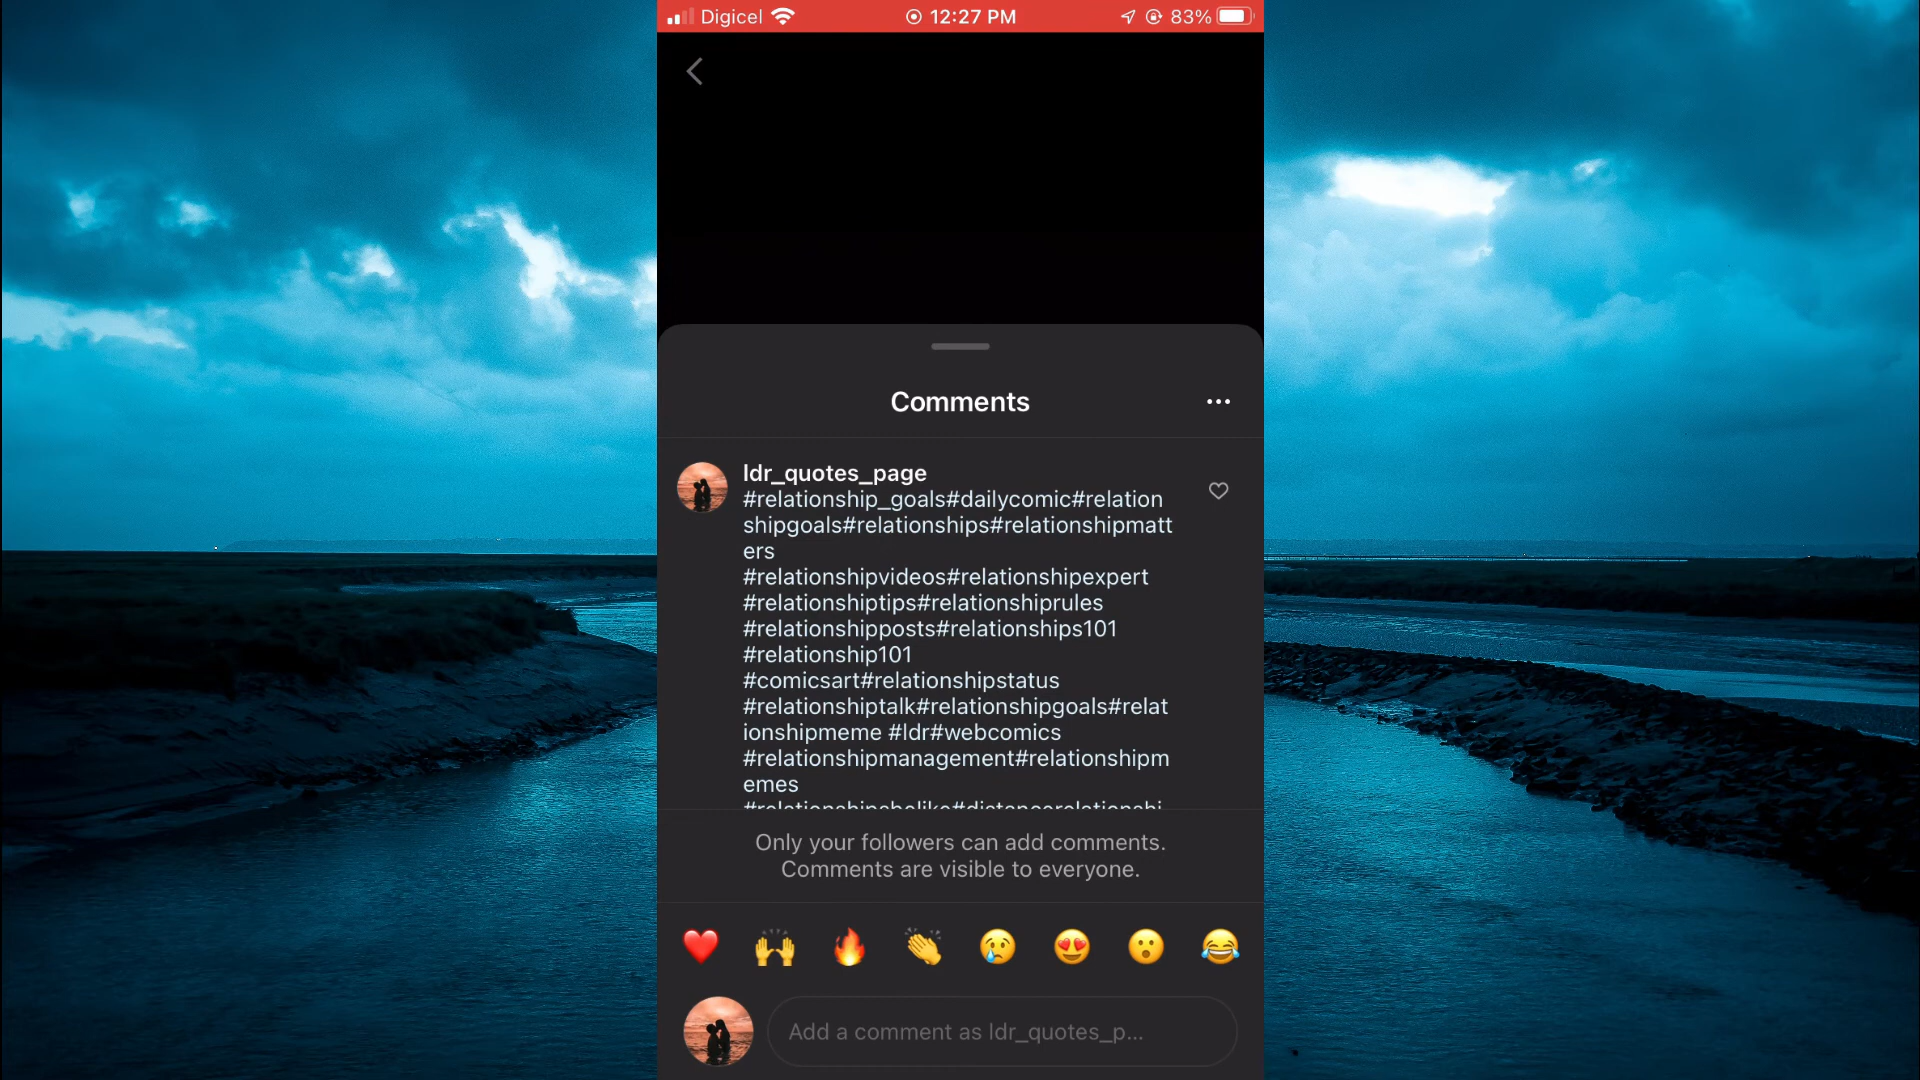 Digicel 12:27 PM 83%
Comments
ldr_quotes_page
#relationship_goals#dailycomic#relation
shipgoals#relationships#relationshipmatt
ers
#relationshipvideos#relationshipexpert
#relationshiptips#relationshiprules
#relationshipposts#relationships101
#relationship101
#comicsart#relationshipstatus
#relationshiptalk#relationshipgoals#relat
ionshipmeme #ldr#webcomics
#relationshipmanagement#relationshipm
emes
Only your followers can add comments.
Comments are visible to everyone.
Add a comment as ldr_quotes_p...